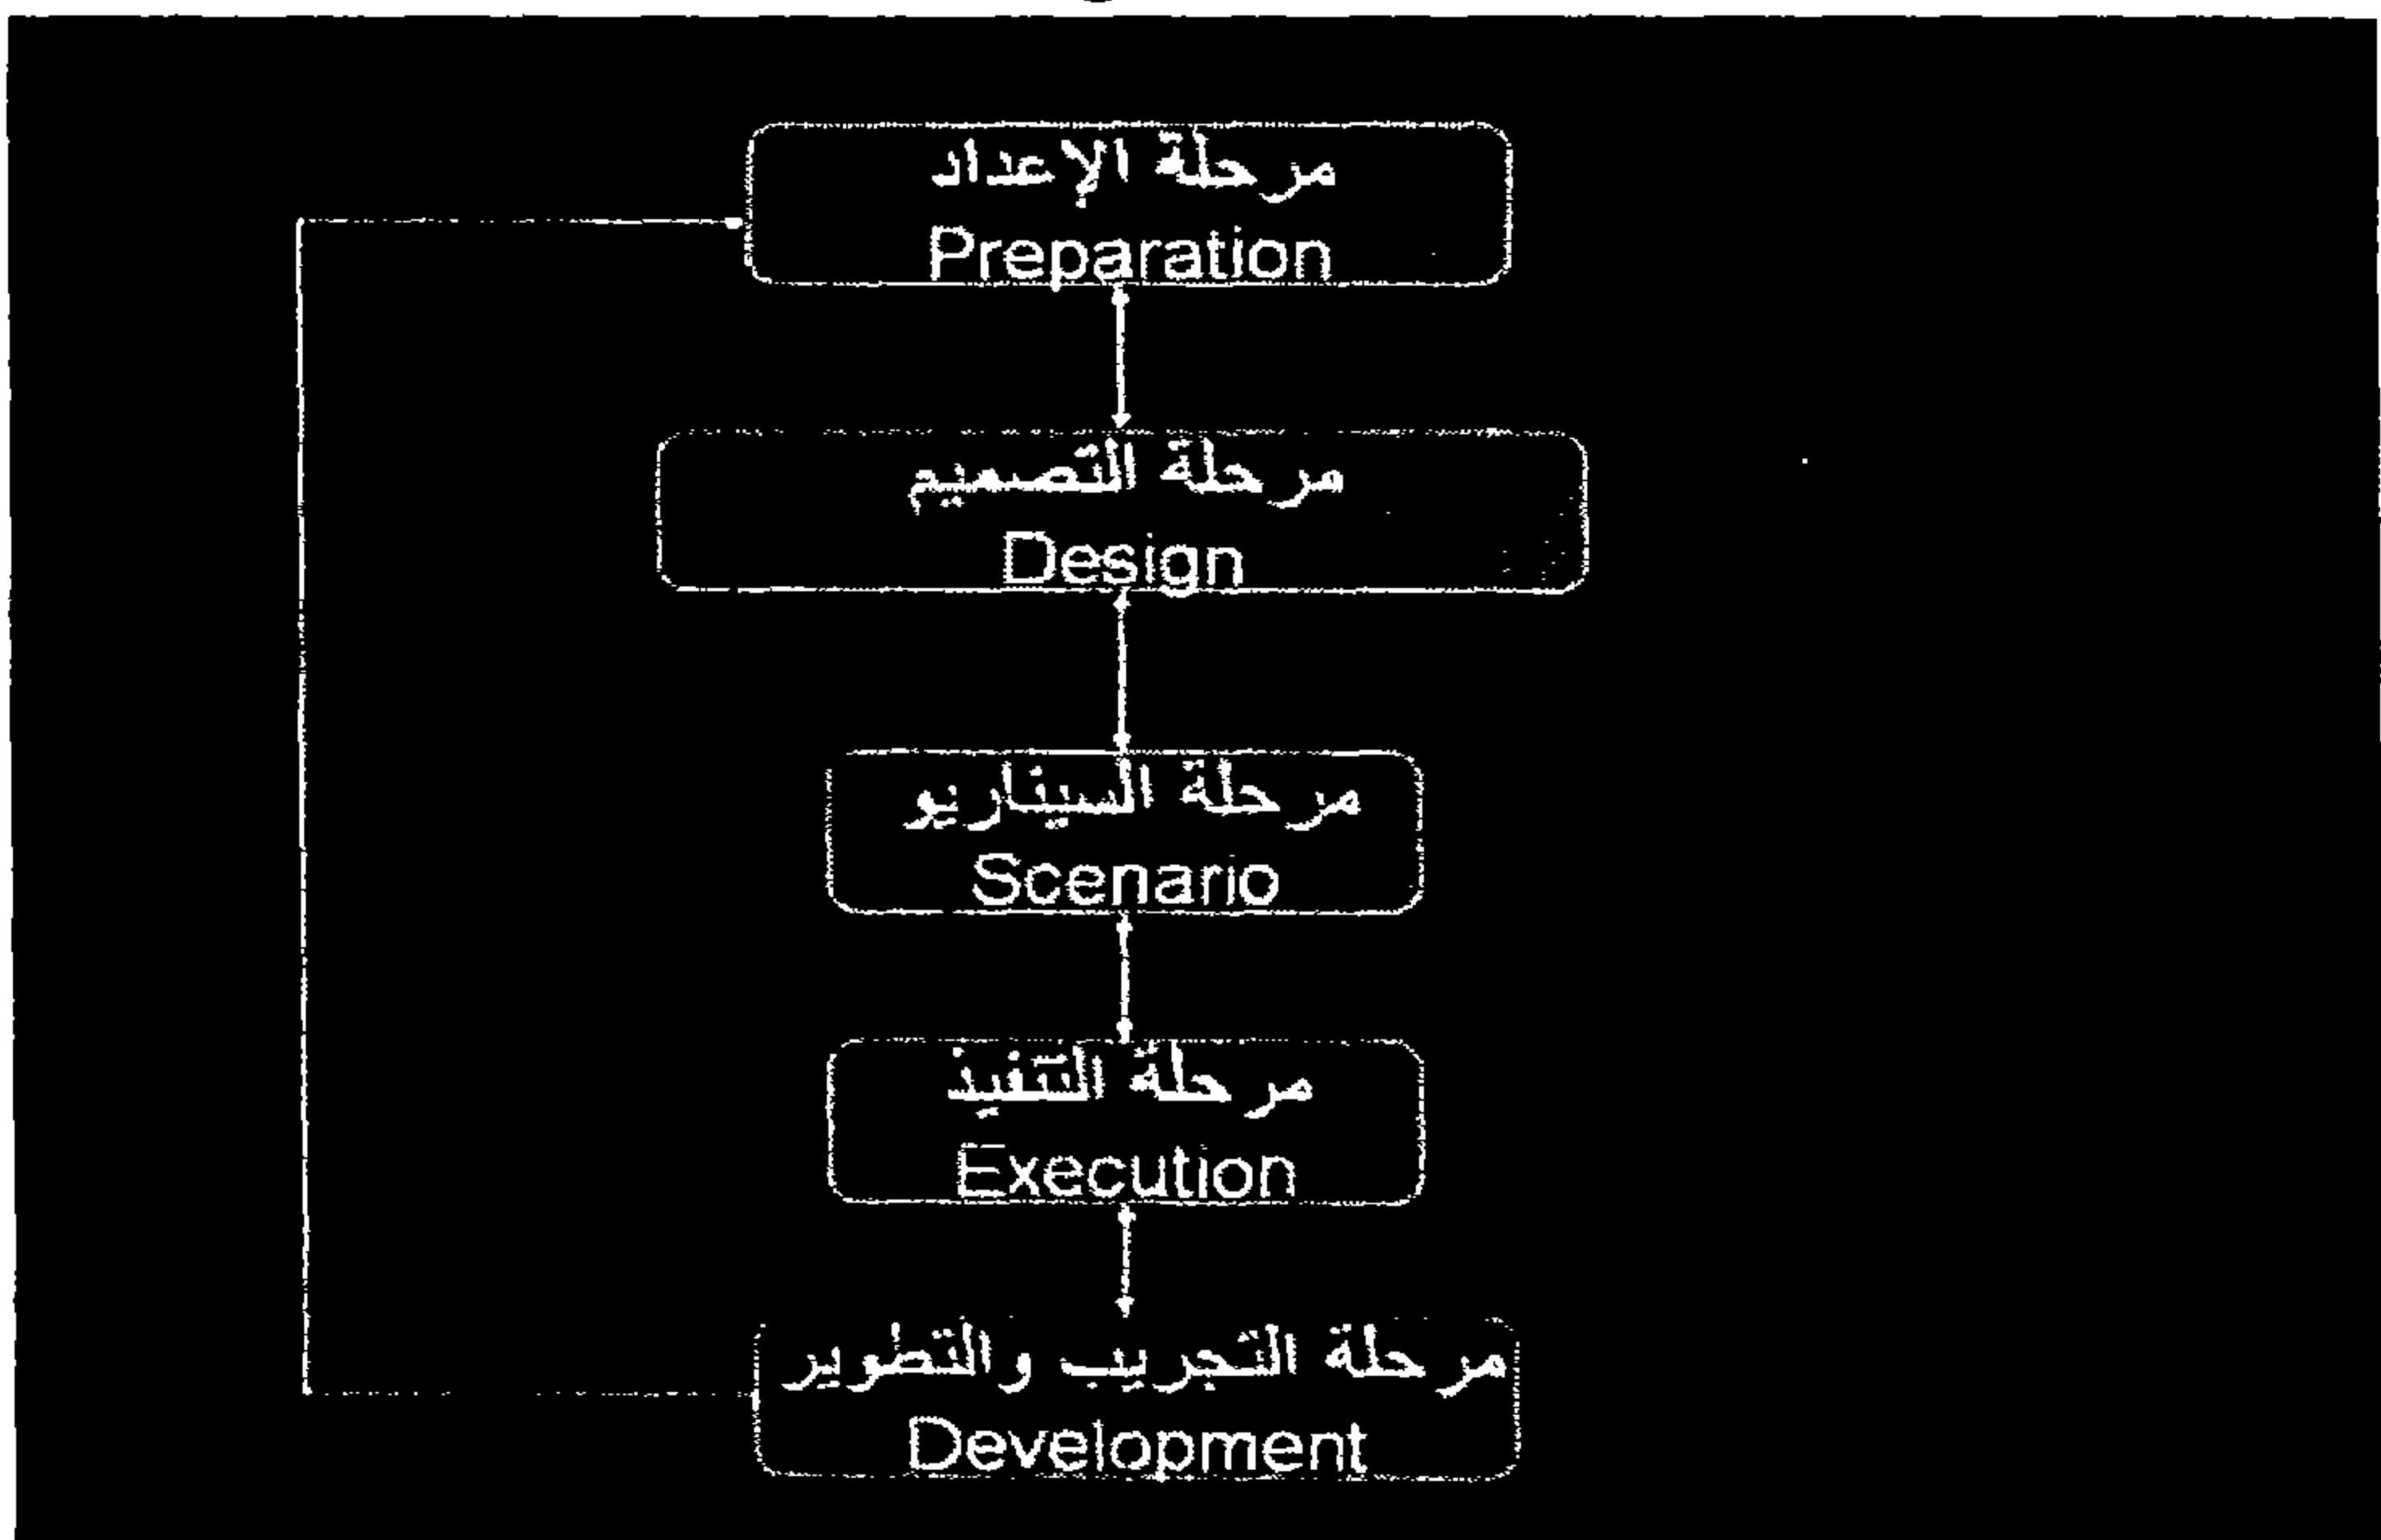 مرحلة الإعداد
Preparation
مرحلة التصميم
Design
مرحلة السيناريو
Scenario
مرحلة التنفيذ
Execution
مرحلة التجريب والتطوير
Development